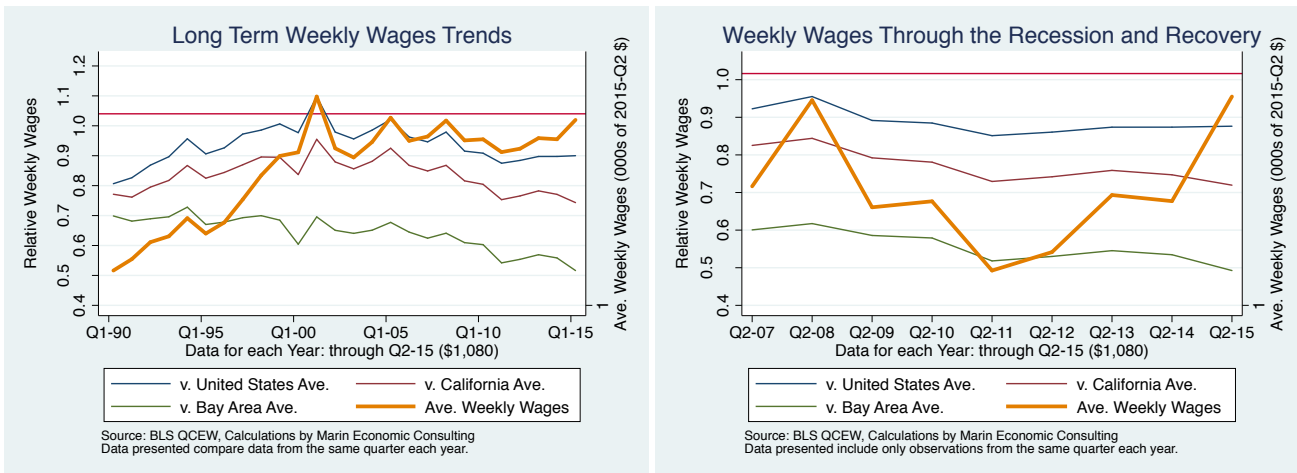 Long Term Weekly Wages Trends
Relative Weekly Wages
1.2
1.1
1.0
0.9
0.8
0.7
0.6
0.5
0.4
1
Ave. Weekly Wages (000s of 2015-Q2 $)
Q1-90 Q1-95 Q1-00 Q1-05 Q1-10 Q1-15
Data for each Year: through Q2-15 ($1,080)
v. United States Ave. v. California Ave.
v. Bay Area Ave. Ave. Weekly Wages
Source: BLS QCEW, Calculations by Marin Economic Consulting
Data presented compare data from the same quarter each year.
Weekly Wages Through the Recession and Recovery
Relative Weekly Wages
1.0
0.9
0.8
0.7
0.6
0.5
0.4
1
Ave. Weekly Wages (000s of 2015-Q2 $)
Q2-07 Q2-08 Q2-09 Q2-10 Q2-11 Q2-12 Q2-13 Q2-14 Q2-15
Data for each Year: through Q2-15 ($1,080)
v. United States Ave. v. California Ave.
v. Bay Area Ave. Ave. Weekly Wages
Source: BLS QCEW, Calculations by Marin Economic Consulting
Data presented include only observations from the same quarter each year.